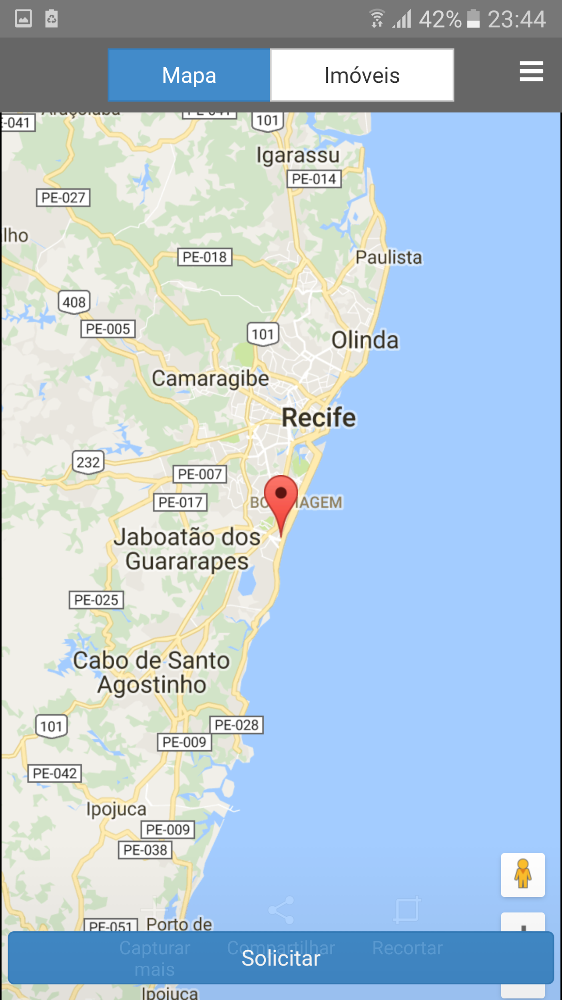 42% 23:44
Mapa Imóveis
-041
101
Igarassu
PE-014
PE-027
lho
PE-018
Paulista
408
PE-005
101
Olinda
Camaragibe
Recife
232
PE-007
PE-017
Jaboatão dos
Guararapes
PE-025
Cabo de Santo
Agostinho
101
PE-028
PE-009
PE-042
Ipojuca
PE-009
PE-038
PE-051
Porto de
Capturar
mais
Compartilhar
Recortar
Solicitar
Ipojuca